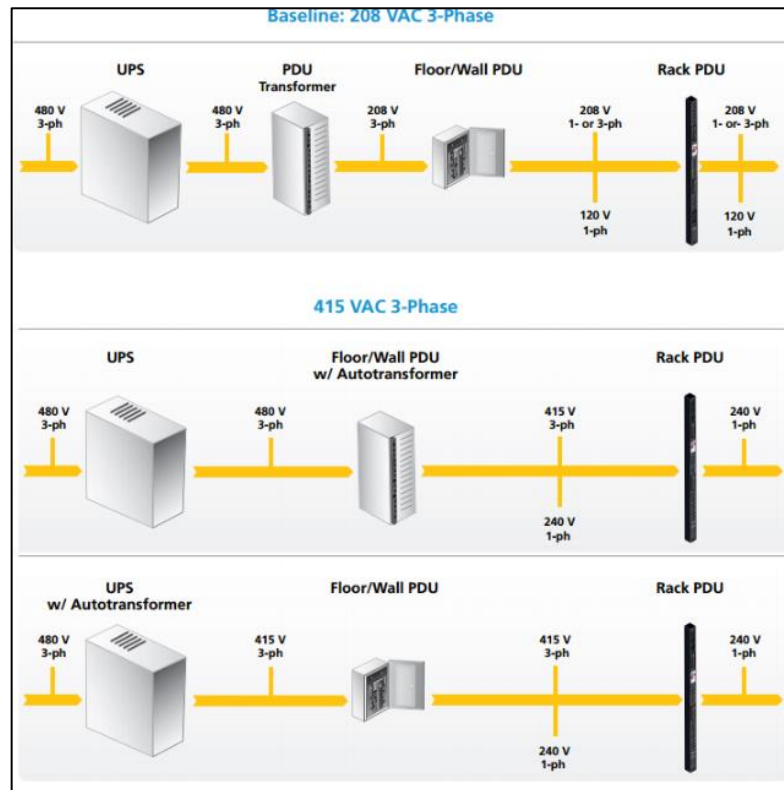 Baseline: 208 VAC 3-Phase
UPS
PDU
Transformer
Floor/Wall PDU
Rack PDU
480 V
3-ph
480 V
3-ph
208 V
3-ph
208 V
1- or 3-ph
208 V
1- or- 3-ph
120 V
1-ph
120 V
1-ph
415 VAC 3-Phase
UPS
Floor/Wall PDU
w/ Autotransformer
Rack PDU
480 V
3-ph
480 V
3-ph
415 V
3-ph
240 V
1-ph
240 V
1-ph
UPS
w/ Autotransformer
Floor/Wall PDU
Rack PDU
480 V
3-ph
415 V
3-ph
415 V
3-ph
240 V
1-ph
240 V
1-ph